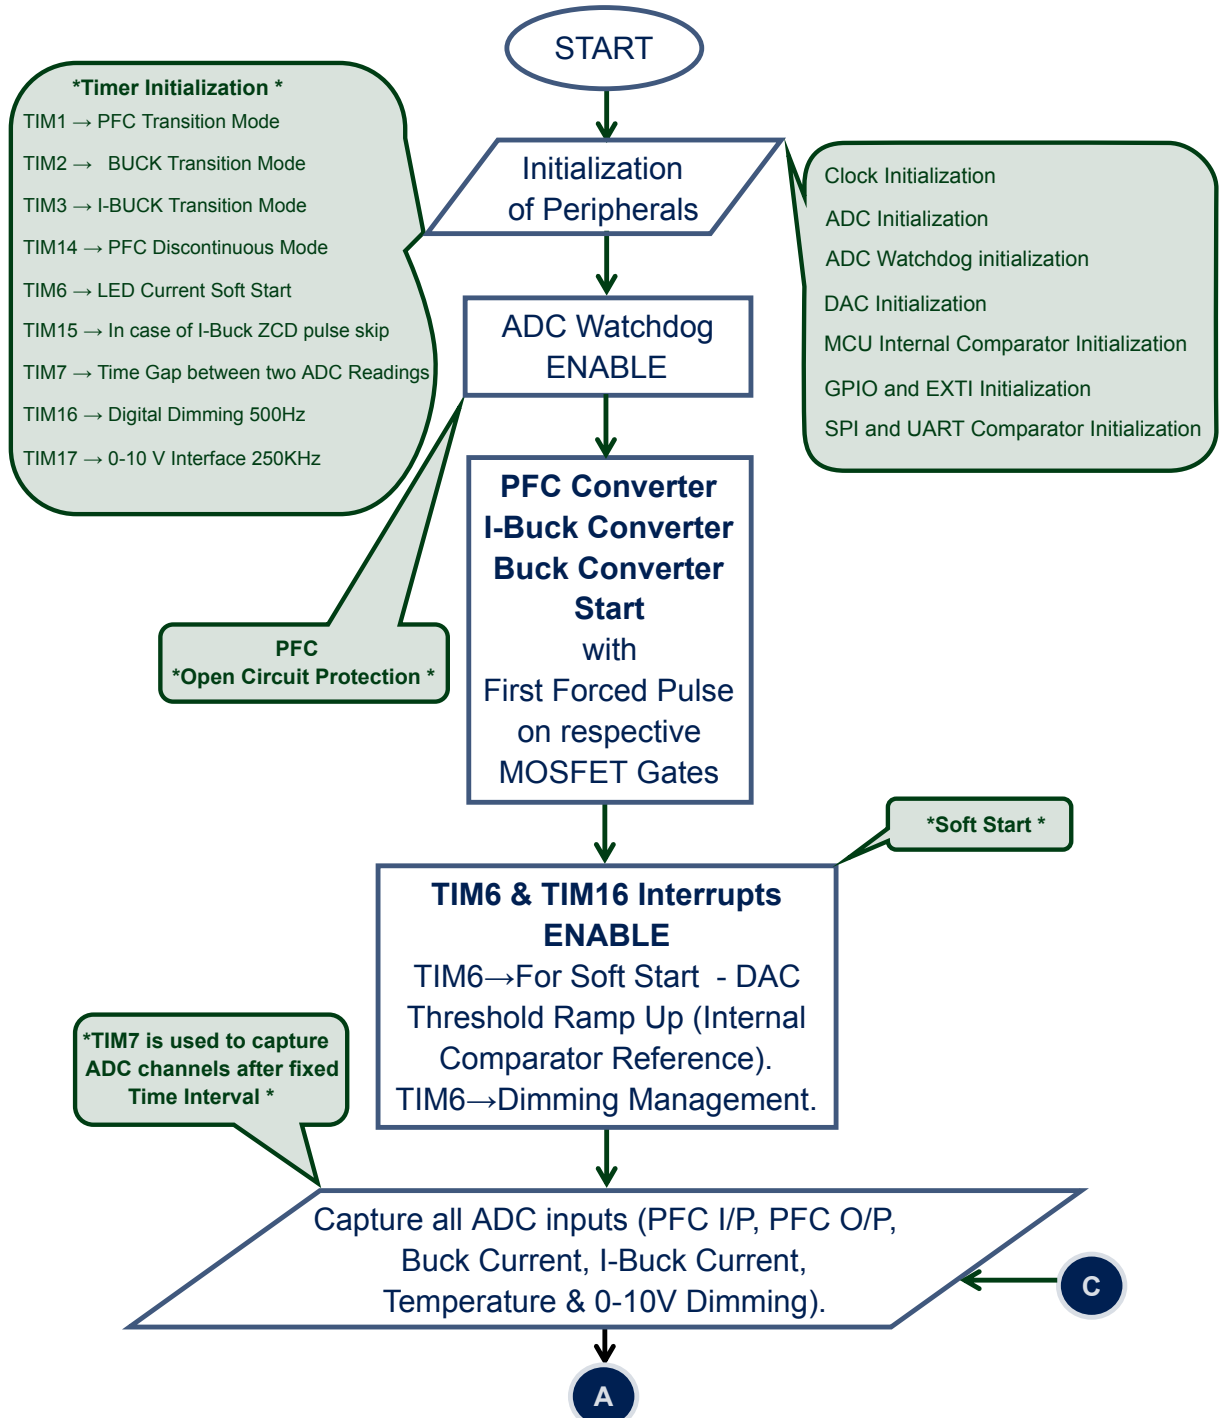 START
*Timer Initialization *
TIM1 → PFC Transition Mode
TIM2 → BUCK Transition Mode
TIM3 → I-BUCK Transition Mode
TIM14 → PFC Discontinuous Mode
TIM6 → LED Current Soft Start
TIM15 → In case of I-Buck ZCD pulse skip
TIM7 → Time Gap between two ADC Readings
TIM16 → Digital Dimming 500Hz
TIM17 → 0-10 V Interface 250KHz
Initialization
of Peripherals
Clock Initialization
ADC Initialization
ADC Watchdog initialization
DAC Initialization
MCU Internal Comparator Initialization
GPIO and EXTI Initialization
SPI and UART Comparator Initialization
ADC Watchdog
ENABLE
PFC
*Open Circuit Protection *
PFC Converter
I-Buck Converter
Buck Converter
Start
with
First Forced Pulse
on respective
MOSFET Gates
*Soft Start *
TIM6 & TIM16 Interrupts
ENABLE
TIM6→For Soft Start - DAC
Threshold Ramp Up (Internal
Comparator Reference).
TIM6→Dimming Management.
*TIM7 is used to capture
ADC channels after fixed
Time Interval *
Capture all ADC inputs (PFC I/P, PFC O/P,
Buck Current, I-Buck Current,
Temperature & 0-10V Dimming).
C
A